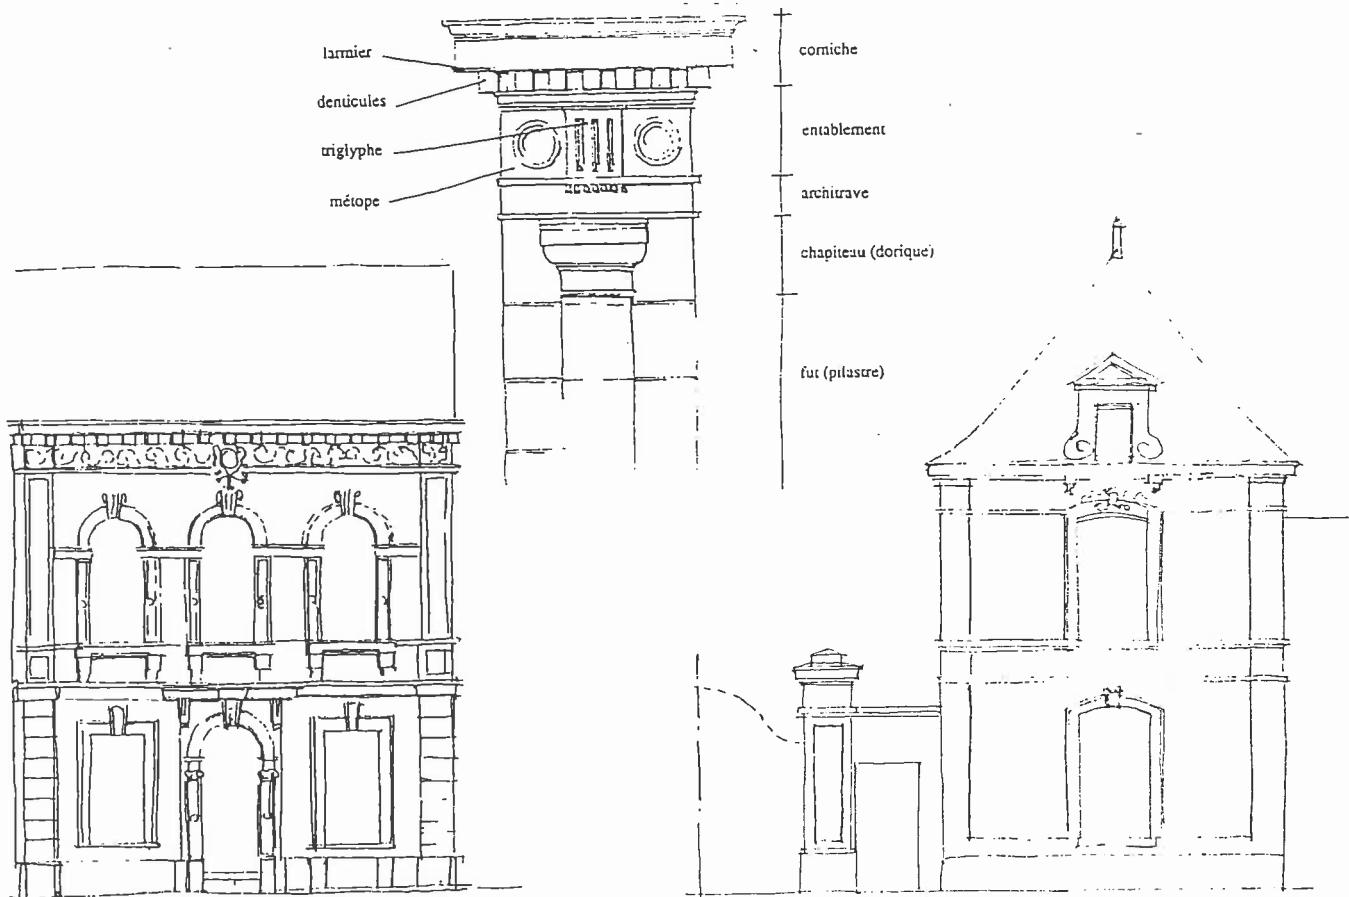 larmier
denticules
triglyphe
métope
corniche
entablement
architrave
chapiteau (dorique)
fut (pilastre)